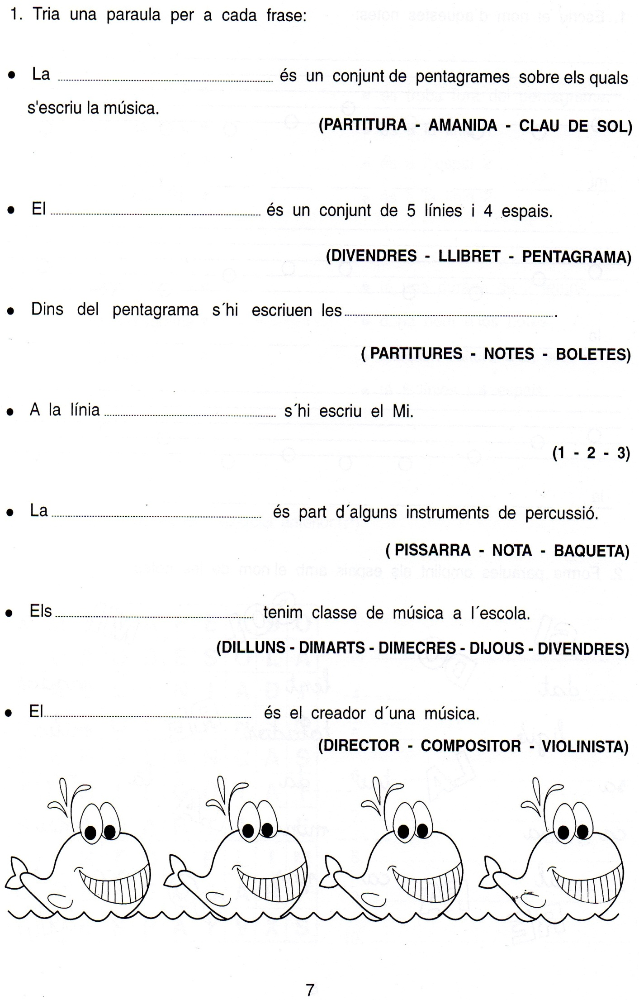 1. Tria una paraula per a cada frase:
● La ........................ és un conjunt de pentagrames sobre els quals
s'escriu la música.
(PARTITURA - AMANIDA - CLAU DE SOL)
● El ........................ és un conjunt de 5 línies i 4 espais.
(DIVENDRES - LLIBRET - PENTAGRAMA)
● Dins del pentagrama s´hi escriuen les ........................ .
( PARTITURES - NOTES - BOLETES)
● A la línia ........................ s´hi escriu el Mi.
(1 - 2 - 3)
● La ........................ és part d´alguns instruments de percussió.
( PISSARRA - NOTA - BAQUETA)
● Els ........................ tenim classe de música a l´escola.
(DILLUNS - DIMARTS - DIMECRES - DIJOUS - DIVENDRES)
● El ........................ és el creador d´una música.
(DIRECTOR - COMPOSITOR - VIOLINISTA)
7